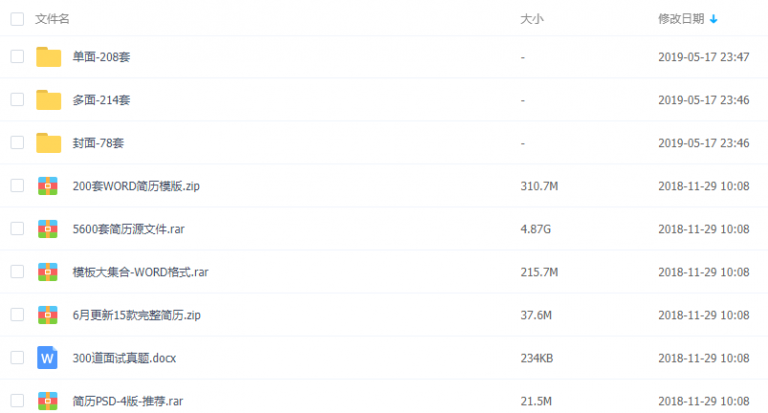 文件名 大小 修改日期
单面-208套 - 2019-05-17 23:47
多面-214套 - 2019-05-17 23:46
封面-78套 - 2019-05-17 23:46
200套WORD简历模版.zip 310.7M 2018-11-29 10:08
5600套简历源文件.rar 4.87G 2018-11-29 10:08
模板大集合-WORD格式.rar 215.7M 2018-11-29 10:08
6月更新15款完整简历.zip 37.6M 2018-11-29 10:08
W 300道面试真题.docx 234KB 2018-11-29 10:08
简历PSD-4版-推荐.rar 21.5M 2018-11-29 10:08